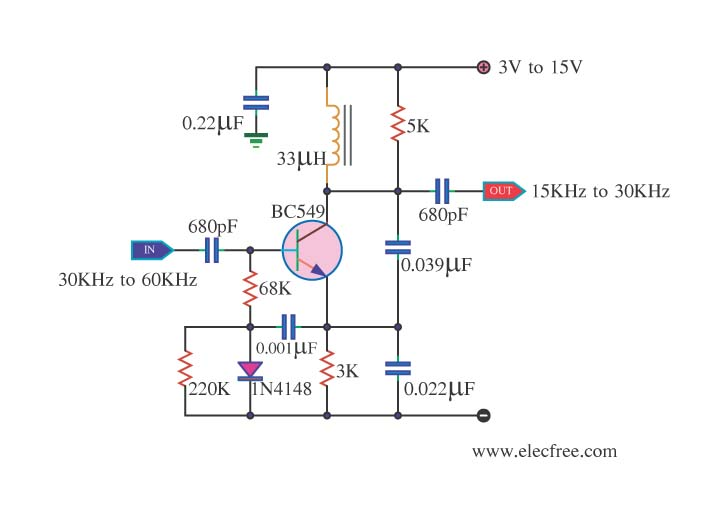 3V to 15V
0.22µF
5K
33µH
OUT
15KHz to 30KHz
680pF
BC549
680pF
IN
30KHz to 60KHz
0.039µF
68K
0.001µF
3K
220K
1N4148
0.022µF
www.elecfree.com